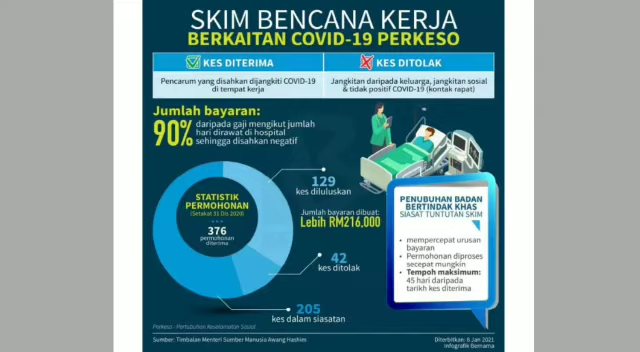 SKIM BENCANA KERJA
BERKAITAN COVID-19 PERKESO
KES DITERIMA
KES DITOLAK
Pencarum yang disahkan dijangkiti COVID-19
di tempat kerja
Jangkitan daripada keluarga, jangkitan sosial
& tidak positif COVID-19 (kontak rapat)
Jumlah bayaran:
90%
daripada gaji mengikut jumlah
hari dirawat di hospital
sehingga disahkan negatif
STATISTIK
PERMOHONAN
(Setakat 31 Dis 2020)
376
permohonan
diterima
129
kes diluluskan
Jumlah bayaran dibuat:
Lebih RM216,000
42
kes ditolak
205
kes dalam siasatan
PENUBUHAN BADAN
BERTINDAK KHAS
SIASAT TUNTUTAN SKIM
• mempercepat urusan
bayaran
• Permohonan diproses
secepat mungkin
• Tempoh maksimum:
45 hari daripada
tarikh kes diterima
Perkeso - Pertubuhan Keselamatan Sosial
Sumber: Timbalan Menteri Sumber Manusia Awang Hashim
Diterbitkan: 8 Jan 2021
Infografik Bernama